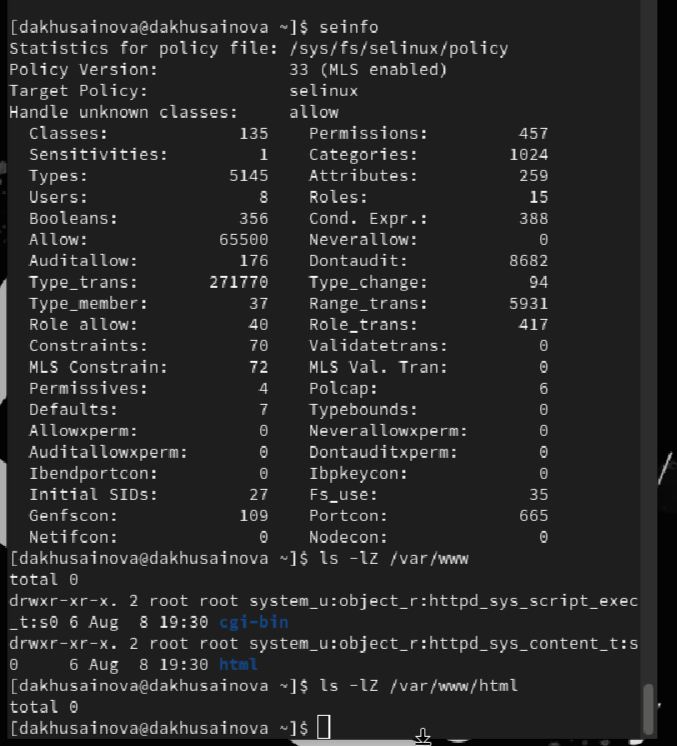 [dakhusainova@dakhusainova ~]$ seinfo
Statistics for policy file: /sys/fs/selinux/policy
Policy Version:             33 (MLS enabled)
Target Policy:              selinux
Handle unknown classes:     allow
  Classes:             135    Permissions:         457
  Sensitivities:         1    Categories:         1024
  Types:              5145    Attributes:          259
  Users:                 8    Roles:                15
  Booleans:            356    Cond. Expr.:         388
  Allow:             65500    Neverallow:            0
  Auditallow:          176    Dontaudit:          8682
  Type_trans:       271770    Type_change:          94
  Type_member:          37    Range_trans:        5931
  Role allow:           40    Role_trans:          417
  Constraints:          70    Validatetrans:         0
  MLS Constrain:        72    MLS Val. Tran:         0
  Permissives:           4    Polcap:                6
  Defaults:              7    Typebounds:            0
  Allowxperm:            0    Neverallowxperm:       0
  Auditallowxperm:       0    Dontauditxperm:        0
  Ibendportcon:          0    Ibpkeycon:             0
  Initial SIDs:         27    Fs_use:               35
  Genfscon:            109    Portcon:             665
  Netifcon:              0    Nodecon:               0
[dakhusainova@dakhusainova ~]$ ls -lZ /var/www
total 0
drwxr-xr-x. 2 root root system_u:object_r:httpd_sys_script_exec
_t:s0 6 Aug  8 19:30 cgi-bin
drwxr-xr-x. 2 root root system_u:object_r:httpd_sys_content_t:s
0     6 Aug  8 19:30 html
[dakhusainova@dakhusainova ~]$ ls -lZ /var/www/html
total 0
[dakhusainova@dakhusainova ~]$